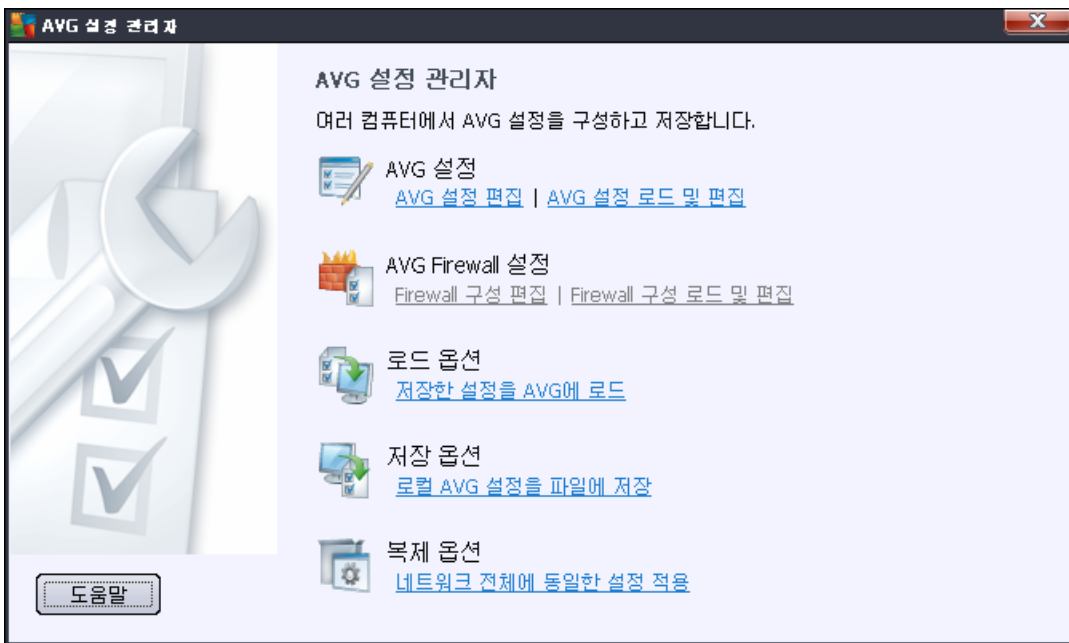 AVG 설정 관리자
AVG 설정 관리자
여러 컴퓨터에서 AVG 설정을 구성하고 저장합니다.
AVG 설정
AVG 설정 편집 | AVG 설정 로드 및 편집
AVG Firewall 설정
Firewall 구성 편집 | Firewall 구성 로드 및 편집
로드 옵션
저장한 설정을 AVG에 로드
저장 옵션
로컬 AVG 설정을 파일에 저장
복제 옵션
네트워크 전체에 동일한 설정 적용
도움말